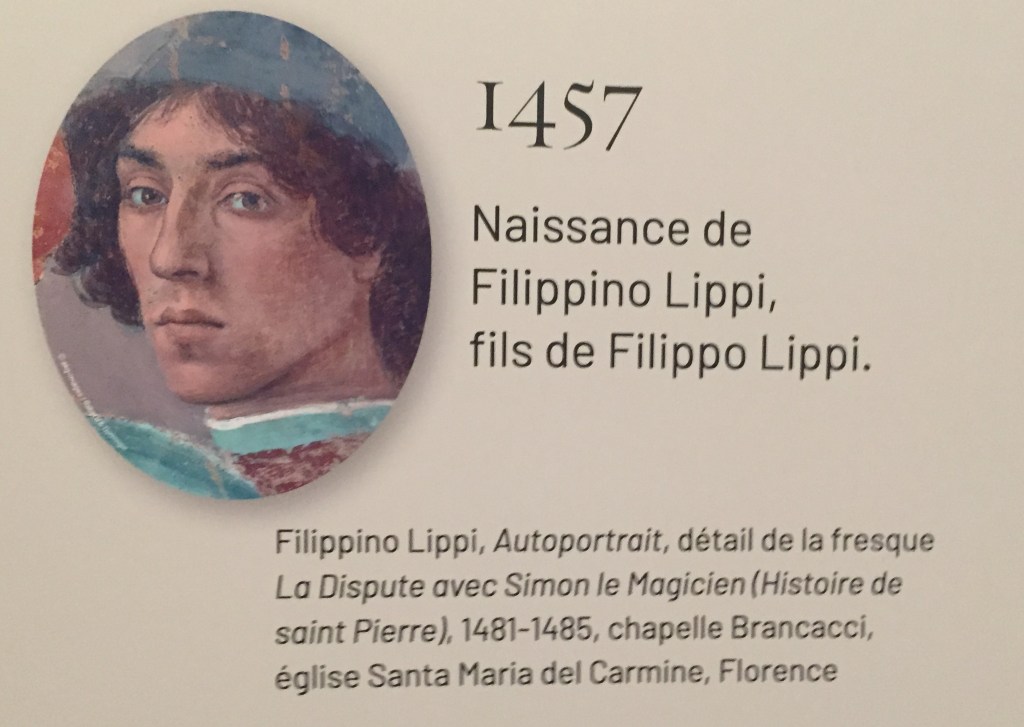 1457
Naissance de
Filippino Lippi,
fils de Filippo Lippi.
Filippino Lippi, Autoportrait, détail de la fresque
La Dispute avec Simon le Magicien (Histoire de
saint Pierre), 1481-1485, chapelle Brancacci,
église Santa Maria del Carmine, Florence